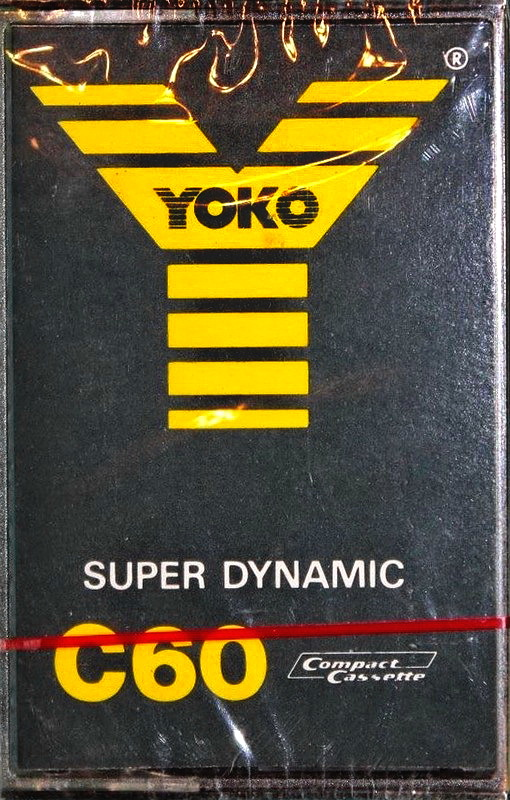 ®
YOKO
SUPER DYNAMIC
C60
Compact
Cassette